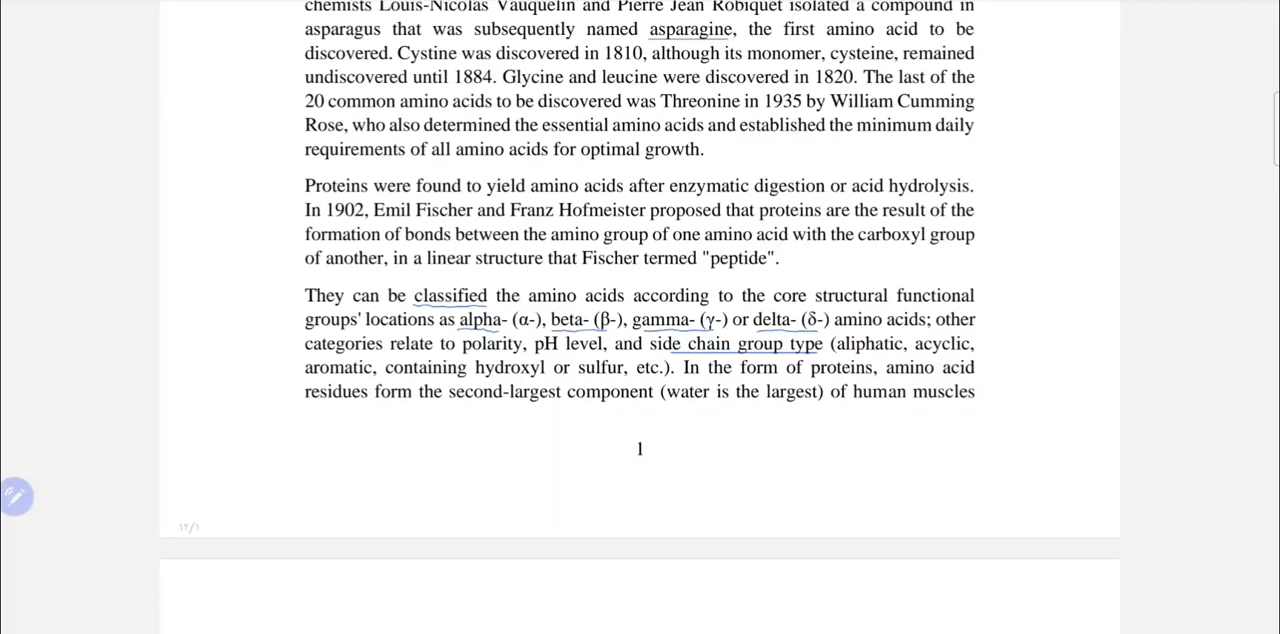 chemists Louis-Nicolas Vauquelin and Pierre Jean Robiquet isolated a compound in
asparagus that was subsequently named asparagine, the first amino acid to be
discovered. Cystine was discovered in 1810, although its monomer, cysteine, remained
undiscovered until 1884. Glycine and leucine were discovered in 1820. The last of the
20 common amino acids to be discovered was Threonine in 1935 by William Cumming
Rose, who also determined the essential amino acids and established the minimum daily
requirements of all amino acids for optimal growth.
Proteins were found to yield amino acids after enzymatic digestion or acid hydrolysis.
In 1902, Emil Fischer and Franz Hofmeister proposed that proteins are the result of the
formation of bonds between the amino group of one amino acid with the carboxyl group
of another, in a linear structure that Fischer termed "peptide".
They can be classified the amino acids according to the core structural functional
groups' locations as alpha- (α-), beta- (β-), gamma- (γ-) or delta- (δ-) amino acids; other
categories relate to polarity, pH level, and side chain group type (aliphatic, acyclic,
aromatic, containing hydroxyl or sulfur, etc.). In the form of proteins, amino acid
residues form the second-largest component (water is the largest) of human muscles
1
١٢/١